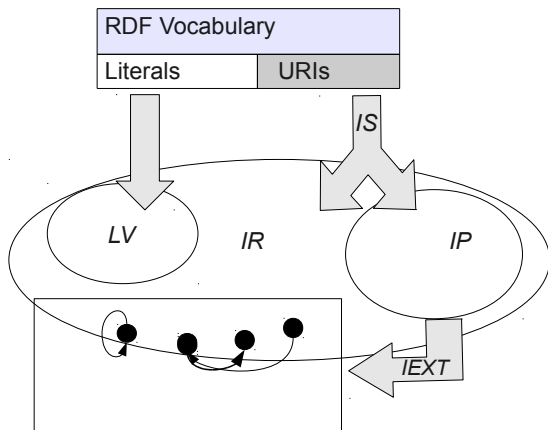 RDF Vocabulary
Literals URIs
IS
LV IR IP
IEXT